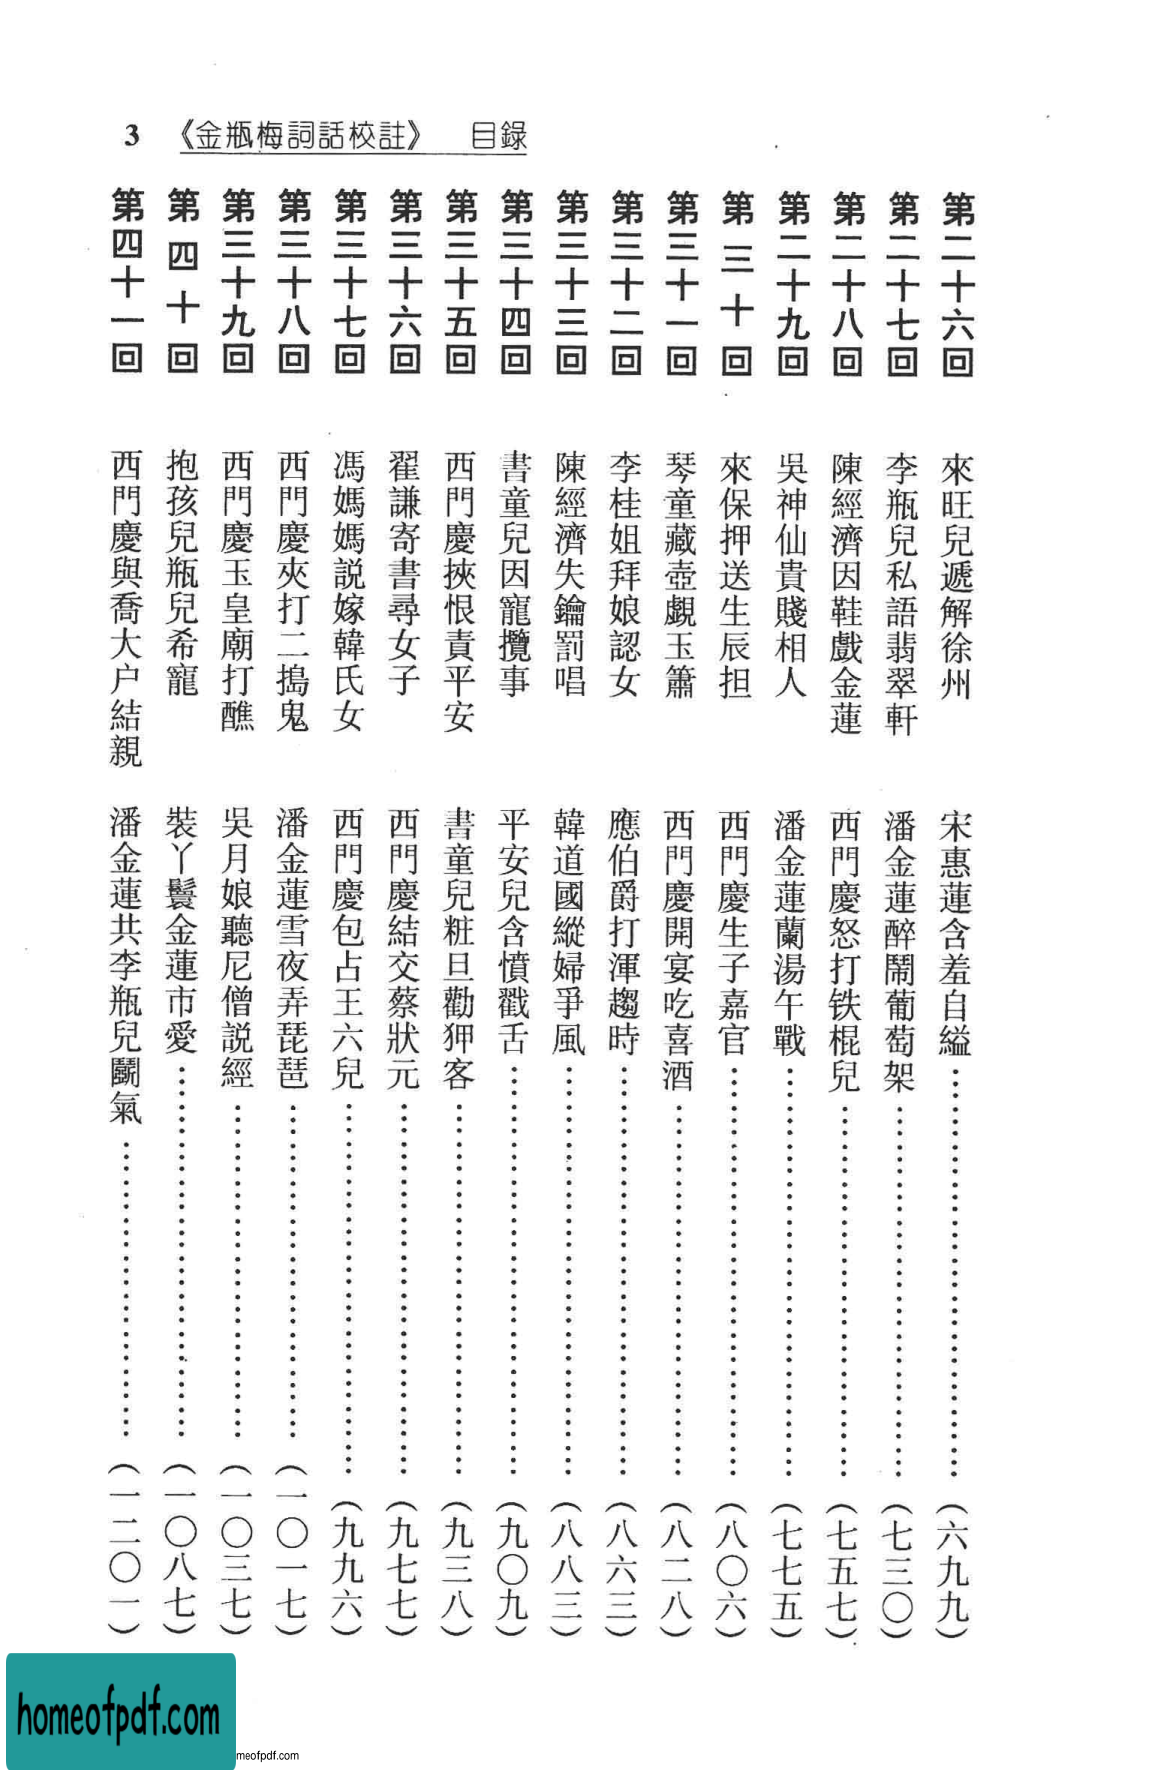 3 《金瓶梅詞話校註》 目錄
第二十六回 來旺兒遞解徐州 宋惠蓮含羞自縊……(六九九)
第二十七回 李瓶兒私語翡翠軒 潘金蓮醉鬧葡萄架……(七三〇)
第二十八回 陳經濟因鞋戲金蓮 西門慶怒打铁棍兒……(七五七)
第二十九回 吳神仙貴賤相人 潘金蓮蘭湯午戰……(七七五)
第三十回 來保押送生辰担 西門慶生子嘉官……(八〇六)
第三十一回 琴童藏壺覷玉簫 西門慶開宴吃喜酒……(八二八)
第三十二回 李桂姐拜娘認女 應伯爵打渾趨時……(八六三)
第三十三回 陳經濟失鑰罰唱 韓道國縱婦爭風……(八八三)
第三十四回 書童兒因寵攬事 平安兒含憤戳舌……(九〇九)
第三十五回 西門慶挾恨責平安 書童兒粧旦勸狎客……(九三八)
第三十六回 翟謙寄書尋女子 西門慶結交蔡狀元……(九七七)
第三十七回 馮媽媽説嫁韓氏女 西門慶包占王六兒……(九九六)
第三十八回 西門慶夾打二搗鬼 潘金蓮雪夜弄琵琶……(一〇一七)
第三十九回 西門慶玉皇廟打醮 吳月娘聽尼僧説經……(一〇三七)
第四十回 抱孩兒瓶兒希寵 裝丫鬟金蓮市愛……(一〇八七)
第四十一回 西門慶與喬大户結親 潘金蓮共李瓶兒鬭氣……(一二〇一)
homeofpdf.com
meofpdf.com